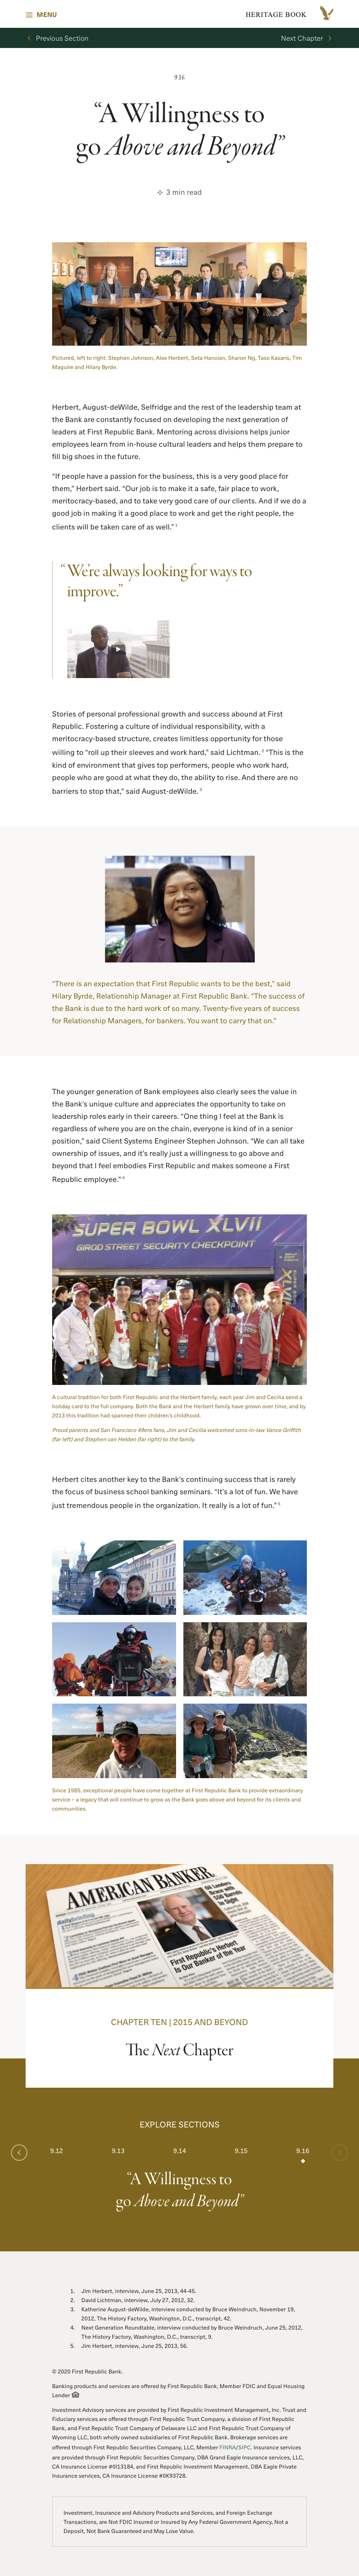 MENU
HERITAGE BOOK
Previous Section
Next Chapter
9.16
“A Willingness to
go Above and Beyond”
3 min read
Pictured, left to right: Stephen Johnson, Alex Herbert, Seta Hanoian, Sharon Ng, Taso Kasaris, Tim
Maguire and Hilary Byrde.
Herbert, August-deWilde, Selfridge and the rest of the leadership team at
the Bank are constantly focused on developing the next generation of
leaders at First Republic Bank. Mentoring across divisions helps junior
employees learn from in-house cultural leaders and helps them prepare to
fill big shoes in the future.
“If people have a passion for the business, this is a very good place for
them,” Herbert said. “Our job is to make it a safe, fair place to work,
meritocracy-based, and to take very good care of our clients. And if we do a
good job in making it a good place to work and get the right people, the
clients will be taken care of as well.” 1
“We're always looking for ways to
improve.”
Stories of personal professional growth and success abound at First
Republic. Fostering a culture of individual responsibility, with a
meritocracy-based structure, creates limitless opportunity for those
willing to “roll up their sleeves and work hard,” said Lichtman. 2 “This is the
kind of environment that gives top performers, people who work hard,
people who are good at what they do, the ability to rise. And there are no
barriers to stop that,” said August-deWilde. 3
“There is an expectation that First Republic wants to be the best,” said
Hilary Byrde, Relationship Manager at First Republic Bank. “The success of
the Bank is due to the hard work of so many. Twenty-five years of success
for Relationship Managers, for bankers. You want to carry that on.”
The younger generation of Bank employees also clearly sees the value in
the Bank's unique culture and appreciates the opportunity to take on
leadership roles early in their careers. “One thing I feel at the Bank is
regardless of where you are on the chain, everyone is kind of in a senior
position,” said Client Systems Engineer Stephen Johnson. “We can all take
ownership of issues, and it's really just a willingness to go above and
beyond that I feel embodies First Republic and makes someone a First
Republic employee.” 4
SUPER BOWL XLVII
GIROD STREET SECURITY CHECKPOINT
A cultural tradition for both First Republic and the Herbert family, each year Jim and Cecilia send a
holiday card to the full company. Both the Bank and the Herbert family have grown over time, and by
2013 this tradition had spanned their children's childhood.
Proud parents and San Francisco 49ers fans, Jim and Cecilia welcomed sons-in-law Vance Griffith
(far left) and Stephen van Helden (far right) to the family.
Herbert cites another key to the Bank's continuing success that is rarely
the focus of business school banking seminars. “It's a lot of fun. We have
just tremendous people in the organization. It really is a lot of fun.” 5
Since 1985, exceptional people have come together at First Republic Bank to provide extraordinary
service – a legacy that will continue to grow as the Bank goes above and beyond for its clients and
communities.
AMERICAN BANKER
dailybriefing
First Republic's Herbert
Is Our Banker of the Year
CHAPTER TEN | 2015 AND BEYOND
The Next Chapter
EXPLORE SECTIONS
9.12
9.13
9.14
9.15
9.16
“A Willingness to
go Above and Beyond”
1. Jim Herbert, interview, June 25, 2013, 44-45.
2. David Lichtman, interview, July 27, 2012, 32.
3. Katherine August-deWilde, interview conducted by Bruce Weindruch, November 19,
2012, The History Factory, Washington, D.C., transcript, 42.
4. Next Generation Roundtable, interview conducted by Bruce Weindruch, June 25, 2012,
The History Factory, Washington, D.C., transcript, 9.
5. Jim Herbert, interview, June 25, 2013, 56.
© 2020 First Republic Bank.
Banking products and services are offered by First Republic Bank, Member FDIC and Equal Housing
Lender
Investment Advisory services are provided by First Republic Investment Management, Inc. Trust and
Fiduciary services are offered through First Republic Trust Company, a division of First Republic
Bank, and First Republic Trust Company of Delaware LLC and First Republic Trust Company of
Wyoming LLC, both wholly owned subsidiaries of First Republic Bank. Brokerage services are
offered through First Republic Securities Company, LLC, Member FINRA/SIPC. Insurance services
are provided through First Republic Securities Company, DBA Grand Eagle Insurance services, LLC,
CA Insurance License #0I13184, and First Republic Investment Management, DBA Eagle Private
Insurance services, CA Insurance License #0K93728.
Investment, Insurance and Advisory Products and Services, and Foreign Exchange
Transactions, are Not FDIC Insured or Insured by Any Federal Government Agency, Not a
Deposit, Not Bank Guaranteed and May Lose Value.